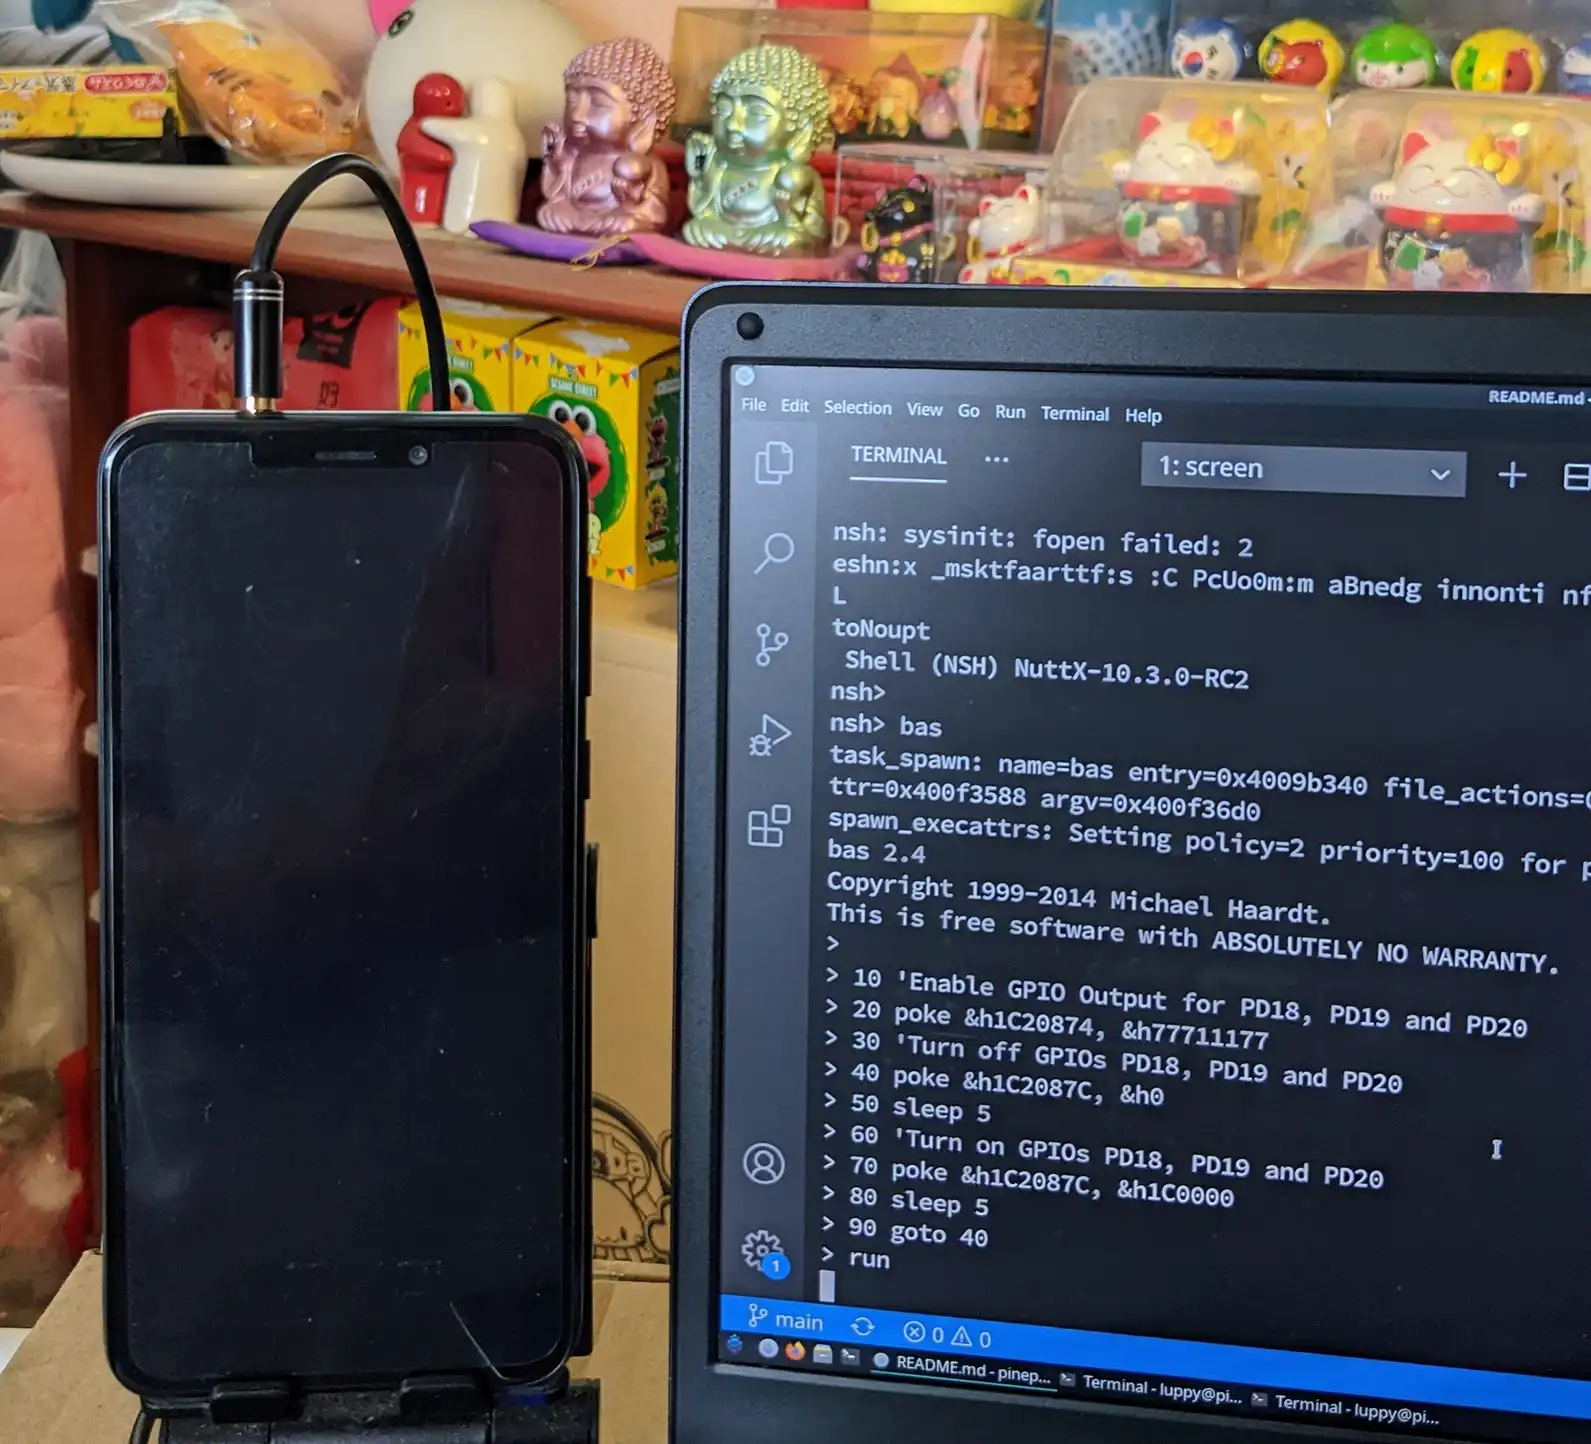 SESAME STREET
SESAME STREET
好
README.md -
File Edit Selection View Go Run Terminal Help
TERMINAL ...
1: screen
nsh: sysinit: fopen failed: 2
eshn:x _msktfaarttf:s :C PcUo0m:m aBnedg innonti nf
L
toNoupt
Shell (NSH) NuttX-10.3.0-RC2
nsh>
nsh> bas
task_spawn: name=bas entry=0x4009b340 file_actions=
ttr=0x400f3588 argv=0x400f36d0
spawn_execattrs: Setting policy=2 priority=100 for p
bas 2.4
Copyright 1999-2014 Michael Haardt.
This is free software with ABSOLUTELY NO WARRANTY.
>
> 10 'Enable GPIO Output for PD18, PD19 and PD20
> 20 poke &h1C20874, &h77711177
> 30 'Turn off GPIOs PD18, PD19 and PD20
> 40 poke &h1C2087C, &h0
> 50 sleep 5
> 60 'Turn on GPIOs PD18, PD19 and PD20
> 70 poke &h1C2087C, &h1C0000
> 80 sleep 5
> 90 goto 40
> run
1
main 0 0
README.md - pinep... Terminal - luppy@pi... Terminal - luppy@pi...